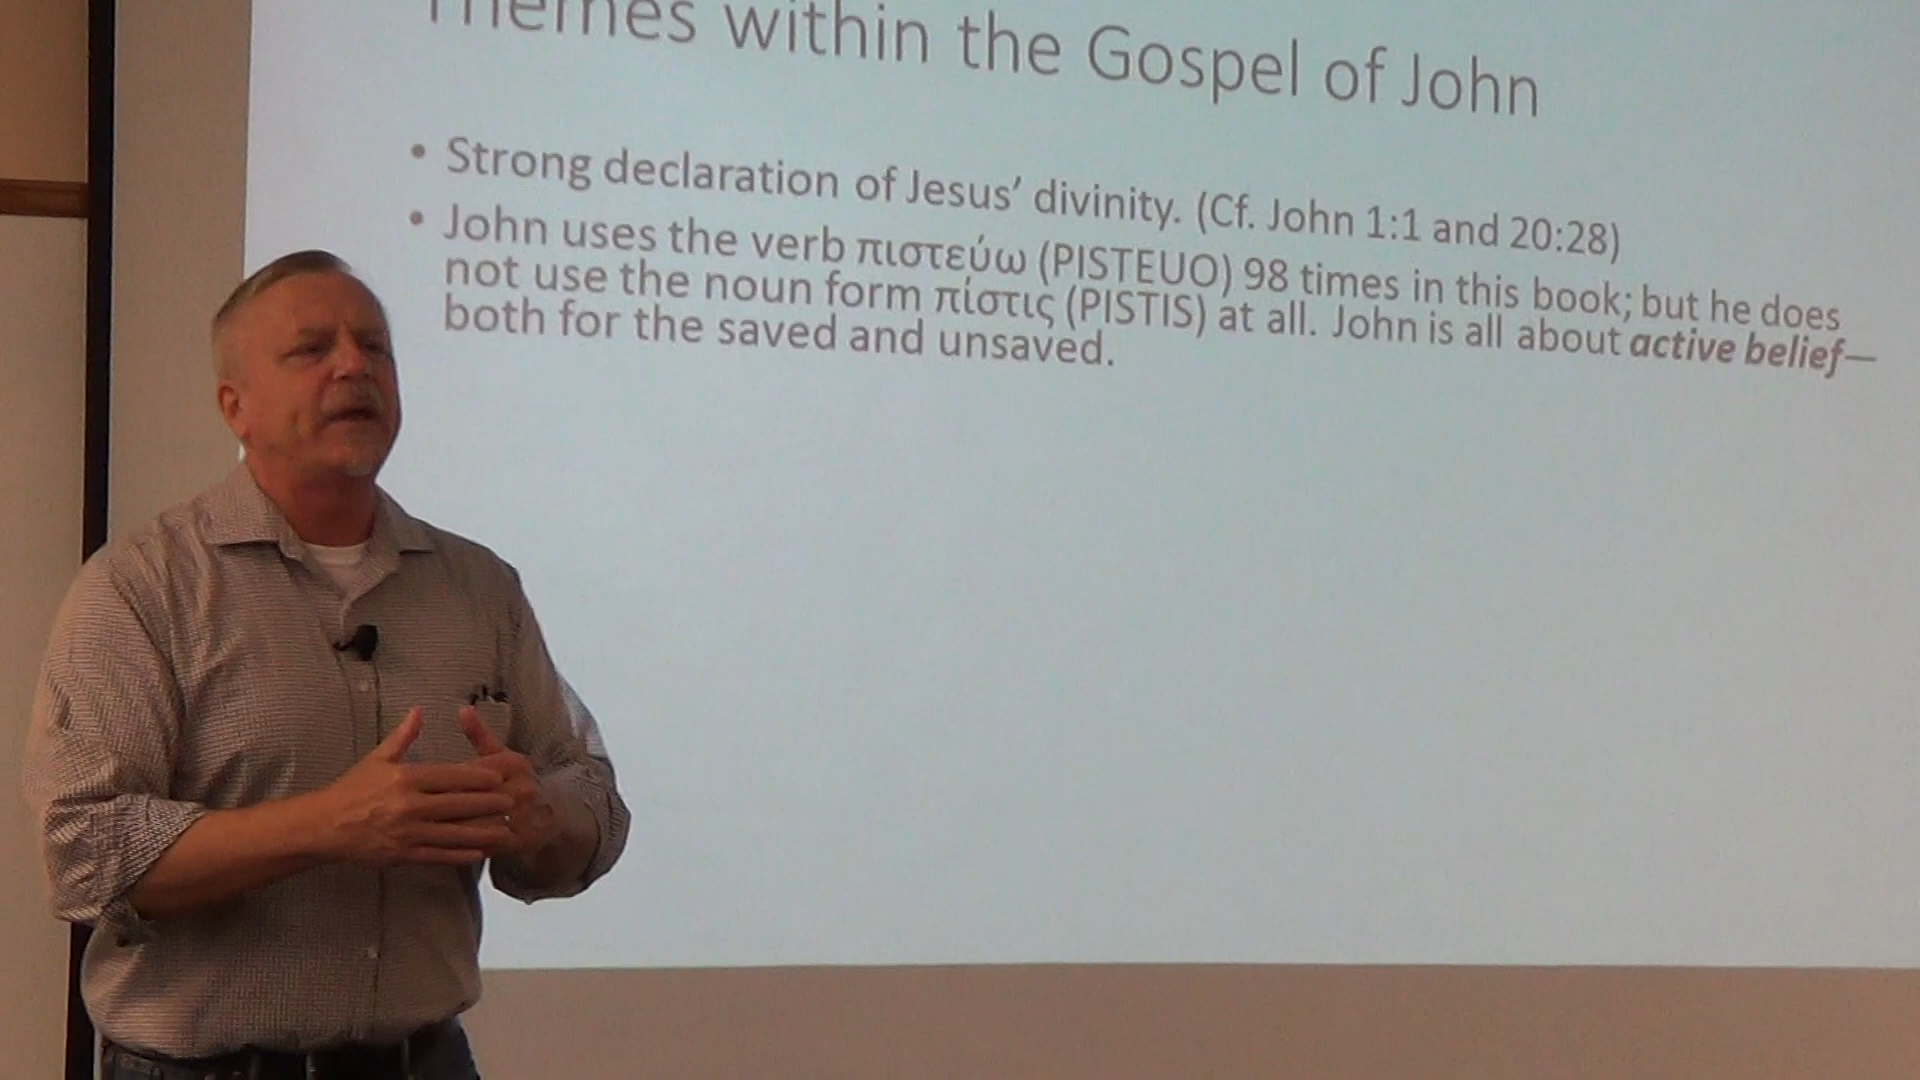 Themes within the Gospel of John
• Strong declaration of Jesus’ divinity. (Cf. John 1:1 and 20:28)
• John uses the verb πιστεύω (PISTEUO) 98 times in this book; but he does
not use the noun form πίστις (PISTIS) at all. John is all about active belief—
both for the saved and unsaved.